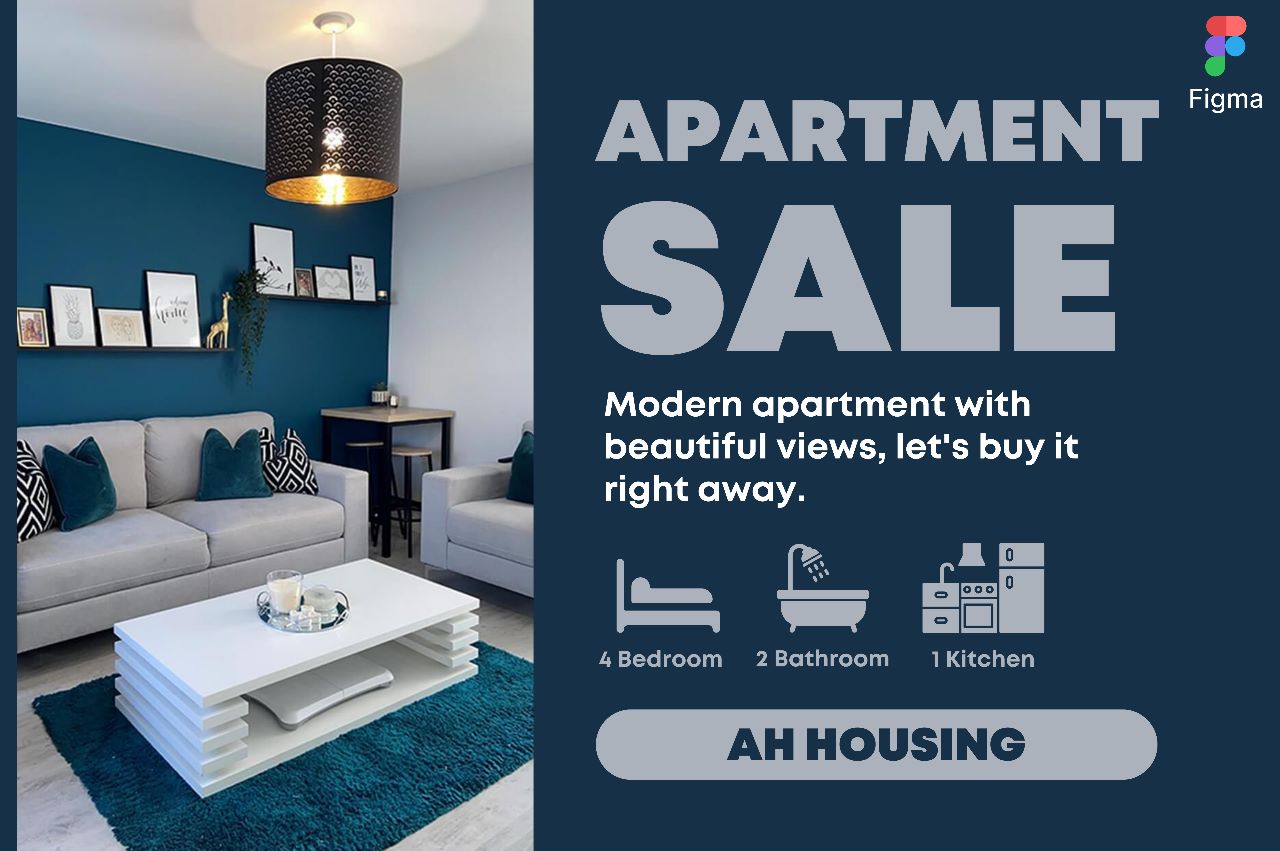 Figma
APARTMENT
SALE
Modern apartment with
beautiful views, let's buy it
right away.
4 Bedroom
2 Bathroom
1 Kitchen
AH HOUSING
home